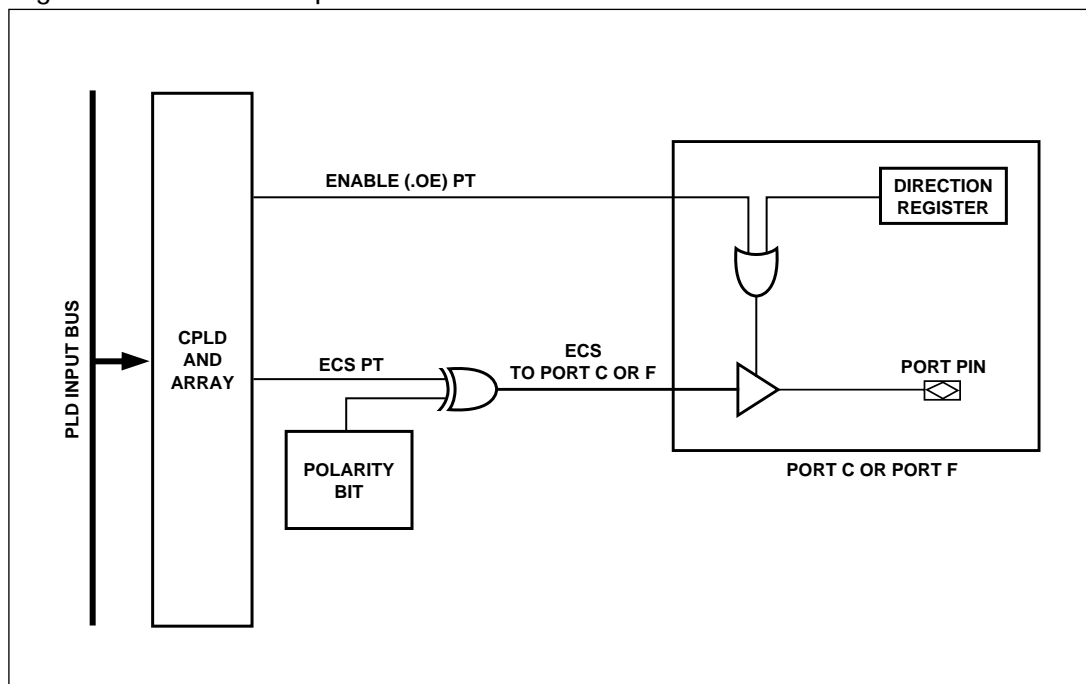 PLD INPUT BUS
CPLD
AND
ARRAY
ENABLE (.OE) PT
DIRECTION
REGISTER
ECS PT
ECS
TO PORT C OR F
POLARITY
BIT
PORT PIN
PORT C OR PORT F